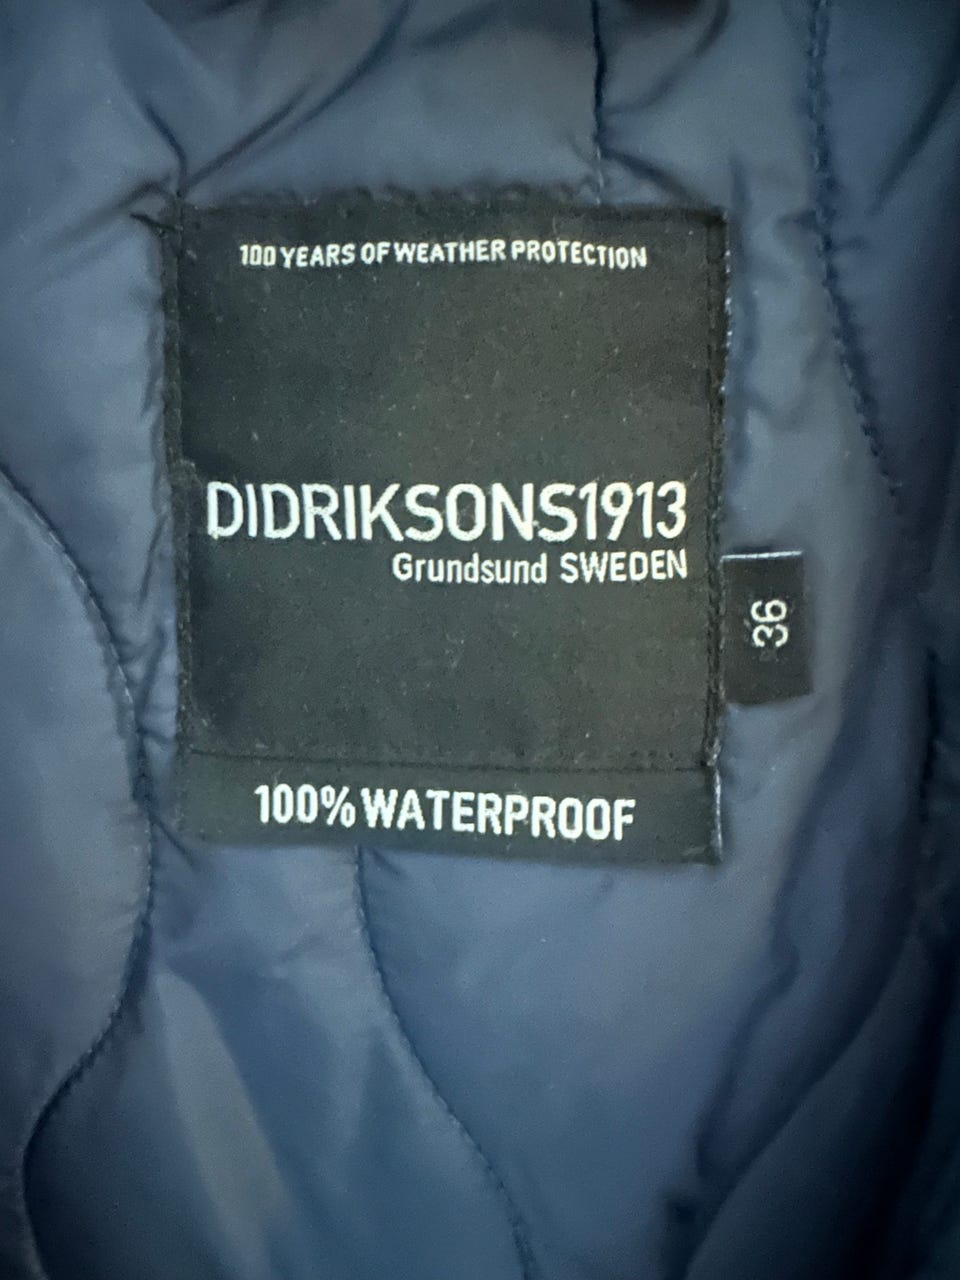 100 YEARS OF WEATHER PROTECTION
DIDRIKSONS1913
Grundsund SWEDEN
36
100% WATERPROOF